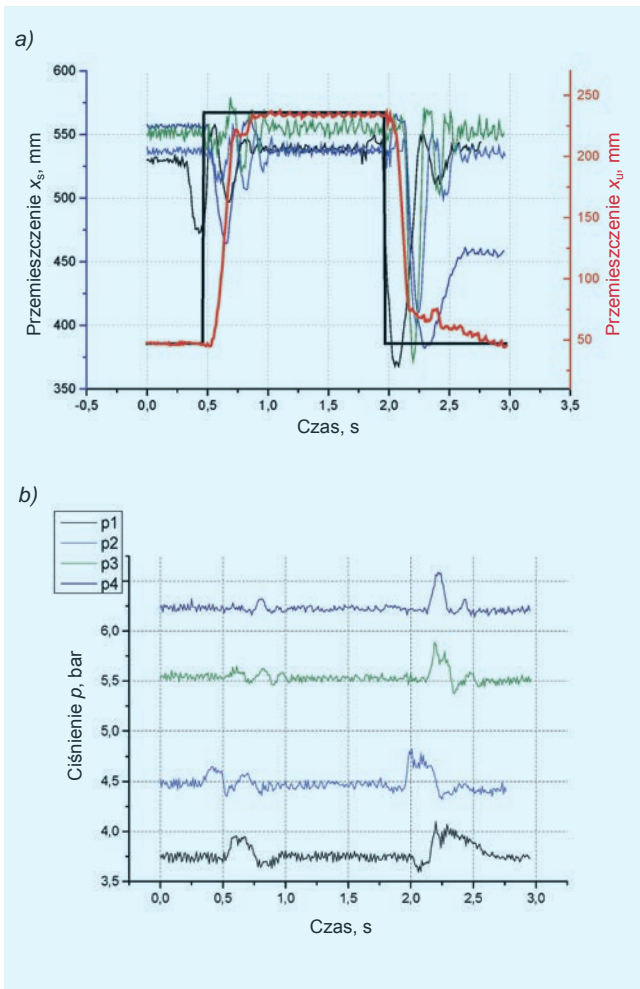 a)
600
550
500
450
400
350
Przemieszczenie xs, mm
250
200
150
100
50
Przemieszczenie xu, mm
-0,5 0,0 0,5 1,0 1,5 2,0 2,5 3,0 3,5
Czas, s
b)
p1
p2
p3
p4
6,0
5,5
5,0
4,5
4,0
3,5
Ciśnienie p, bar
0,0 0,5 1,0 1,5 2,0 2,5 3,0
Czas, s